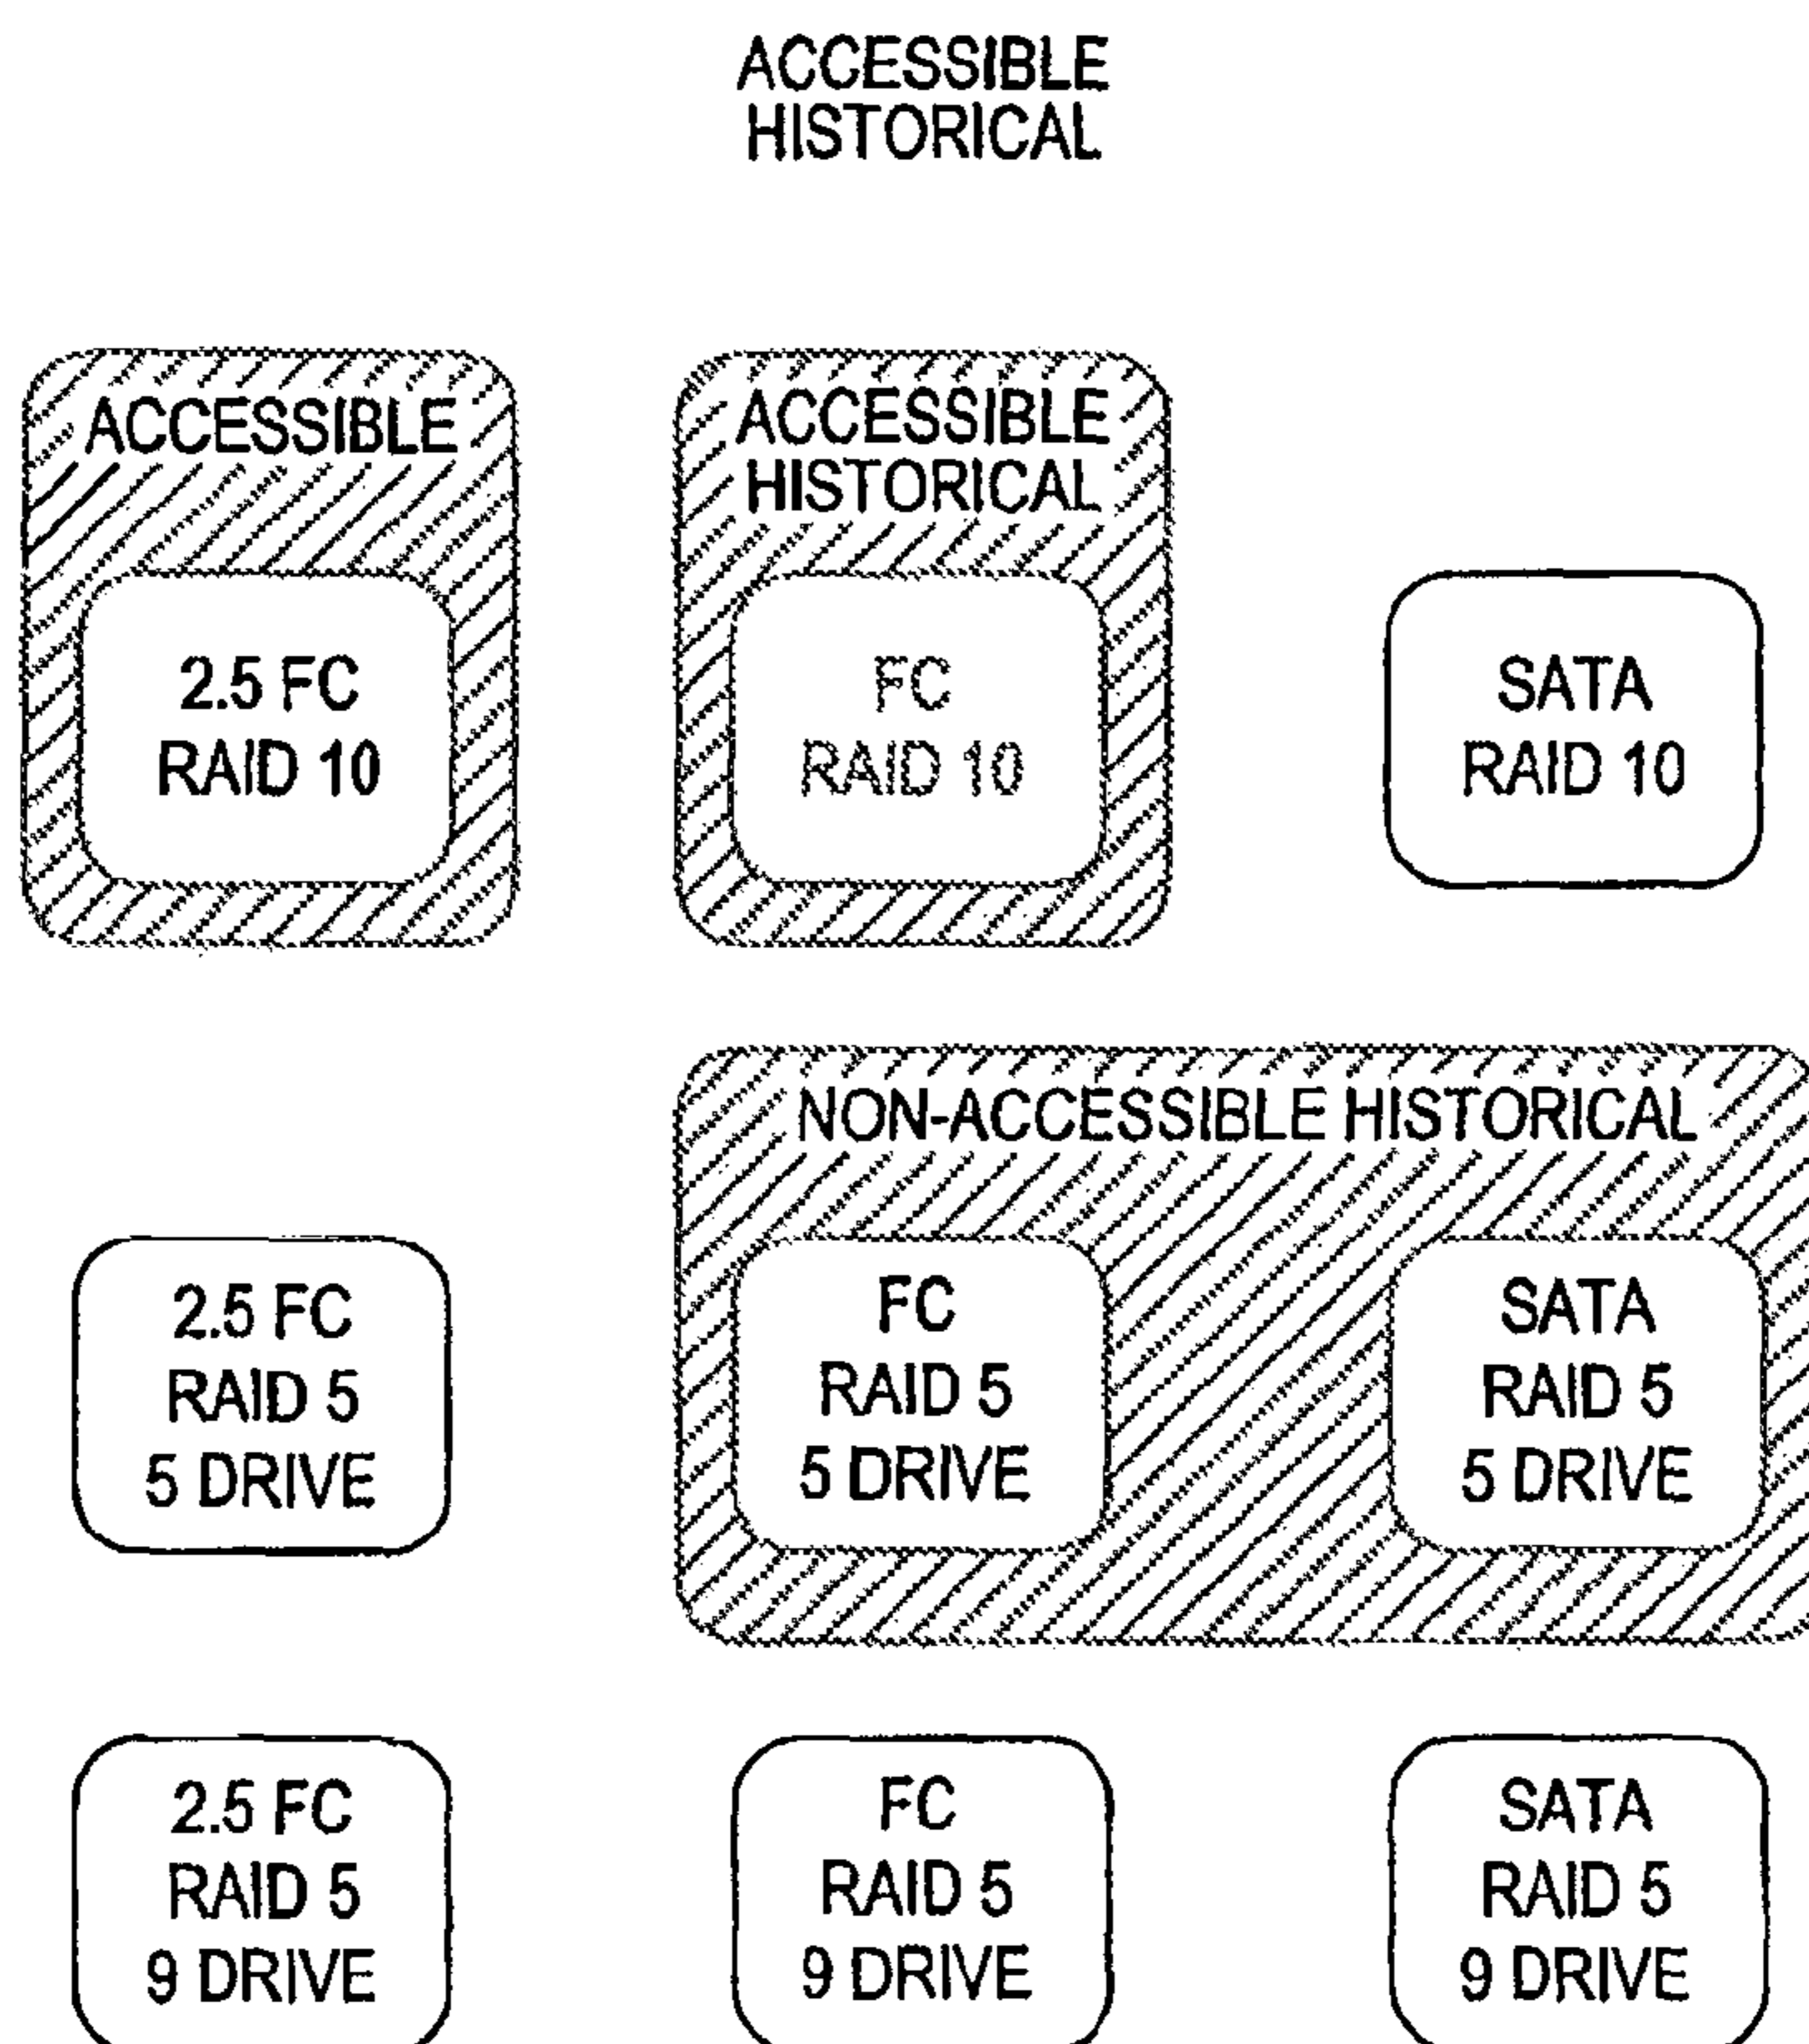 ACCESSIBLE
HISTORICAL
ACCESSIBLE
2.5 FC
RAID 10
ACCESSIBLE
HISTORICAL
FC
RAID 10
SATA
RAID 10
NON-ACCESSIBLE HISTORICAL
2.5 FC
RAID 5
5 DRIVE
FC
RAID 5
5 DRIVE
SATA
RAID 5
5 DRIVE
2.5 FC
RAID 5
9 DRIVE
FC
RAID 5
9 DRIVE
SATA
RAID 5
9 DRIVE